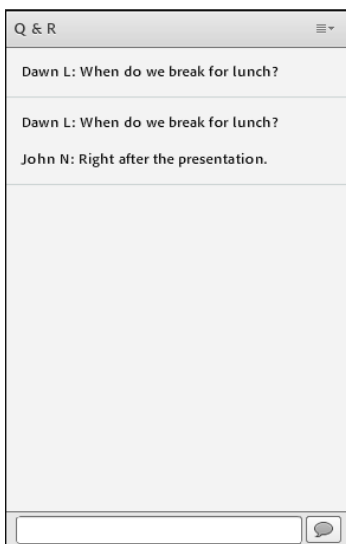 Q & R
Dawn L: When do we break for lunch?
Dawn L: When do we break for lunch?
John N: Right after the presentation.